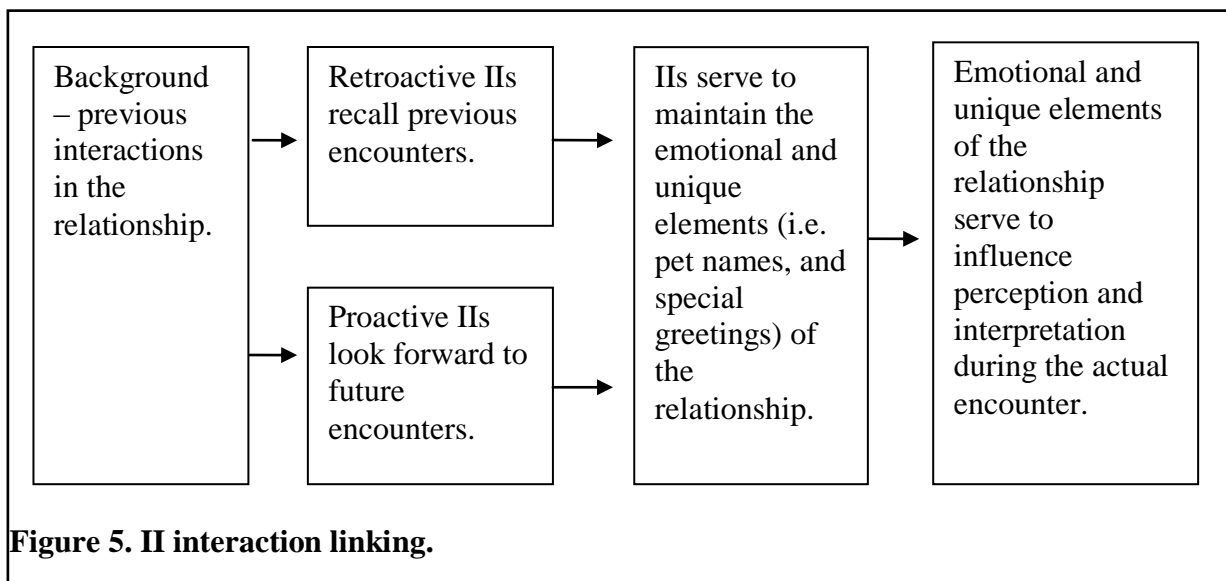 Background
– previous
interactions
in the
relationship.
Retroactive IIs
recall previous
encounters.
Proactive IIs
look forward to
future
encounters.
IIs serve to
maintain the
emotional and
unique
elements (i.e.
pet names, and
special
greetings) of
the
relationship.
Emotional and
unique elements
of the
relationship
serve to
influence
perception and
interpretation
during the actual
encounter.
Figure 5. II interaction linking.